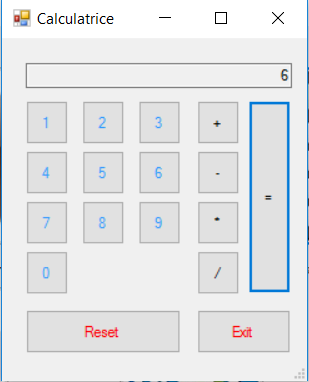 Calculatrice
6
1 2 3 +
4 5 6 -
=
7 8 9 *
0 /
Reset Exit